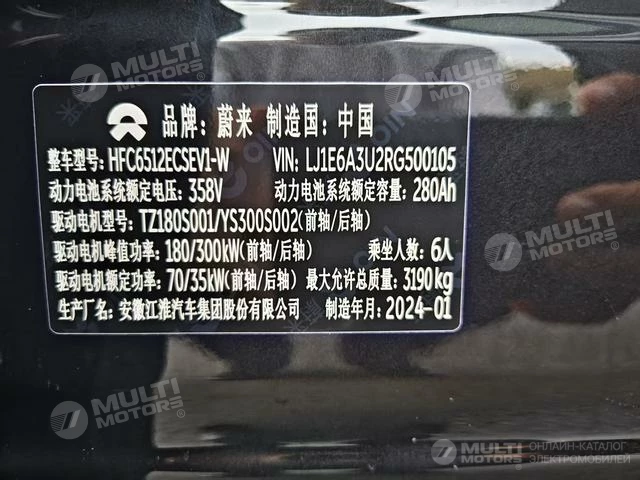 MULTI MOTORS
MULTI MOTORS
品牌: 蔚来 制造国: 中国
整车型号: HFC6512ECSEV1-W VIN: LJ1E6A3U2RG500105
动力电池系统额定电压: 358V 动力电池系统额定容量: 280Ah
驱动电机型号: TZ180S001/YS300S002(前轴/后轴)
驱动电机峰值功率: 180/300kW(前轴/后轴) 乘坐人数: 6人
驱动电机额定功率: 70/35kW(前轴/后轴) 最大允许总质量: 3190kg
生产厂名: 安徽江淮汽车集团股份有限公司 制造年月: 2024-01
MULTI MOTORS
MULTI MOTORS
MULTI MOTORS
ОНЛАЙН-КАТАЛОГ
ЭЛЕКТРОМОБИЛЕЙ